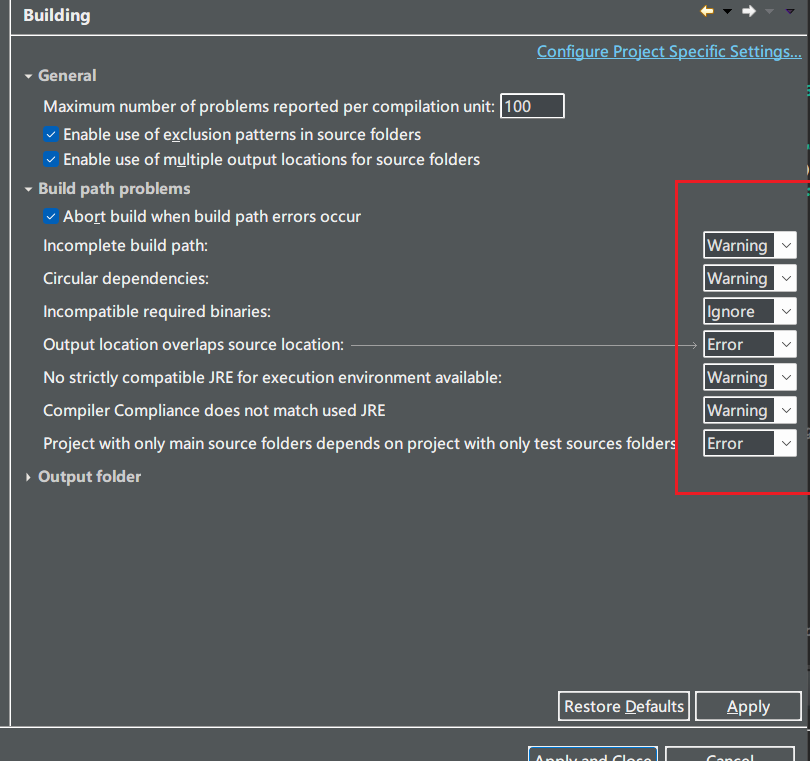 Building
Configure Project Specific Settings...
General
Maximum number of problems reported per compilation unit: 100
Enable use of exclusion patterns in source folders
Enable use of multiple output locations for source folders
Build path problems
Abort build when build path errors occur
Incomplete build path: Warning
Circular dependencies: Warning
Incompatible required binaries: Ignore
Output location overlaps source location: Error
No strictly compatible JRE for execution environment available: Warning
Compiler Compliance does not match used JRE Warning
Project with only main source folders depends on project with only test sources folders Error
Output folder
Restore Defaults Apply
Apply and Close Cancel